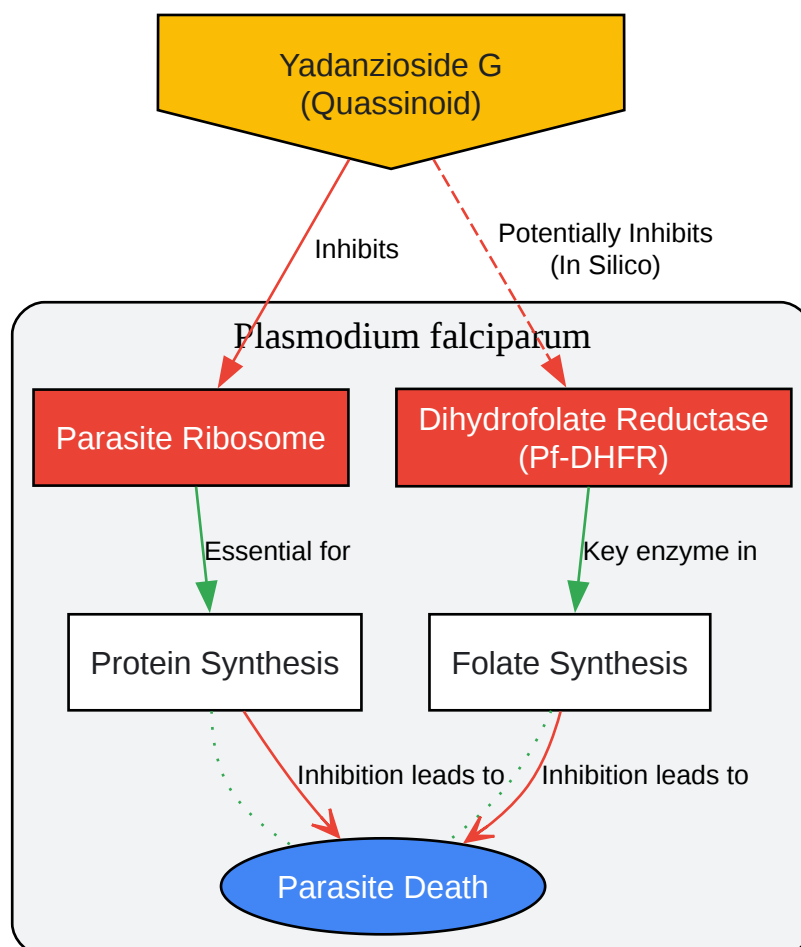 Yadanzioside G
(Quassinoid)
Inhibits
Potentially Inhibits
(In Silico)
Plasmodium falciparum
Parasite Ribosome
Dihydrofolate Reductase
(Pf-DHFR)
Essential for
Key enzyme in
Protein Synthesis
Folate Synthesis
Inhibition leads to
Inhibition leads to
Parasite Death